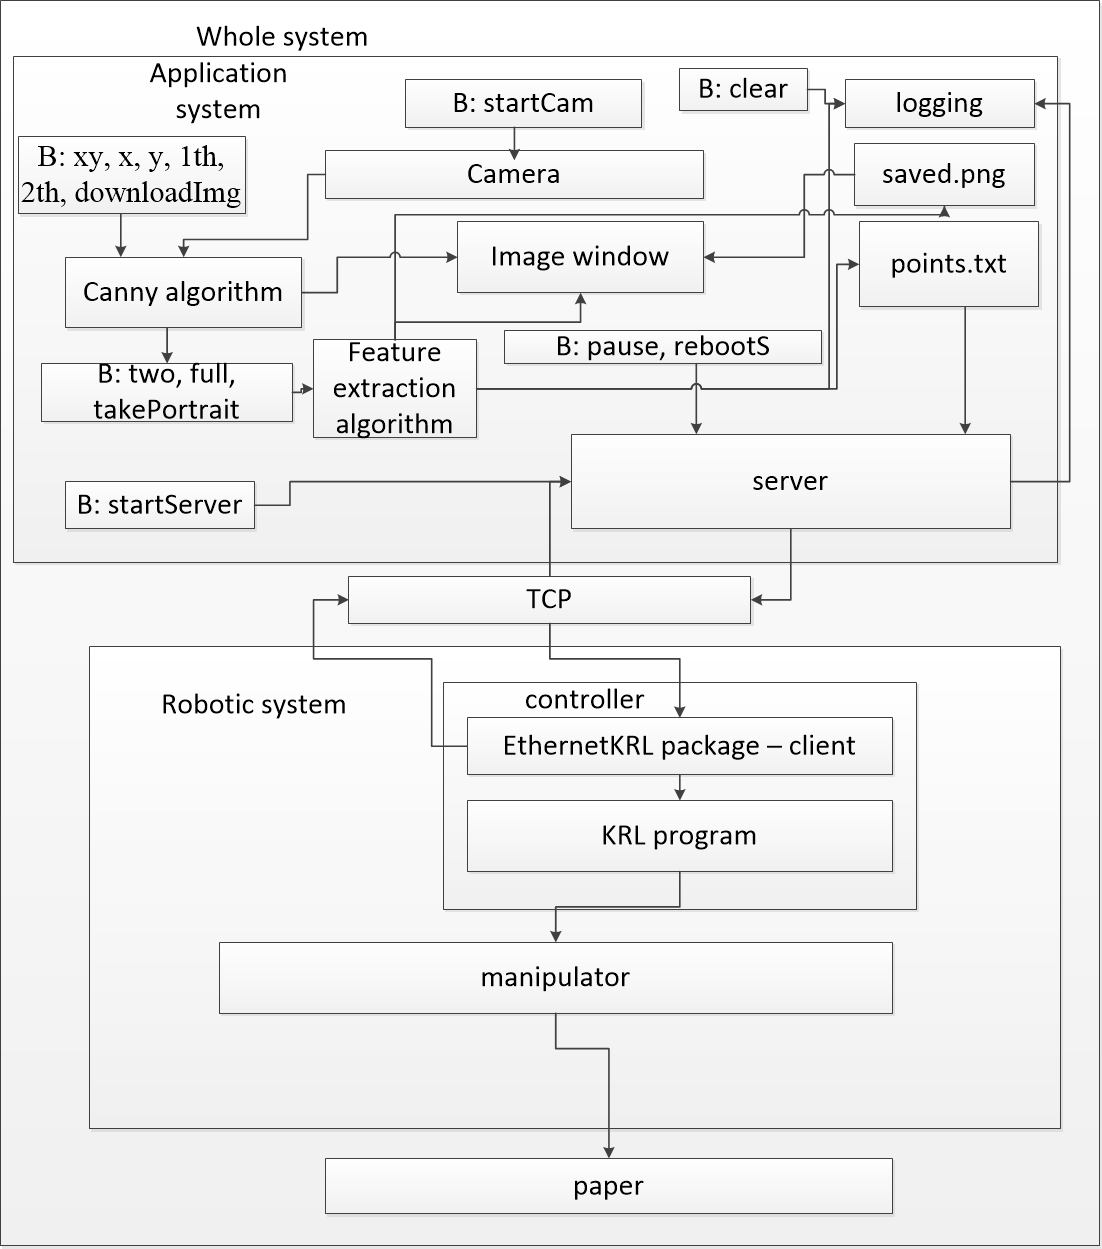 Whole system
Application
system
B: startCam
B: clear
logging
B: xy, x, y, 1th,
2th, downloadImg
Camera
saved.png
Image window
points.txt
Canny algorithm
B: pause, rebootS
Feature
extraction
algorithm
B: two, full,
takePortrait
server
B: startServer
TCP
Robotic system
controller
EthernetKRL package – client
KRL program
manipulator
paper